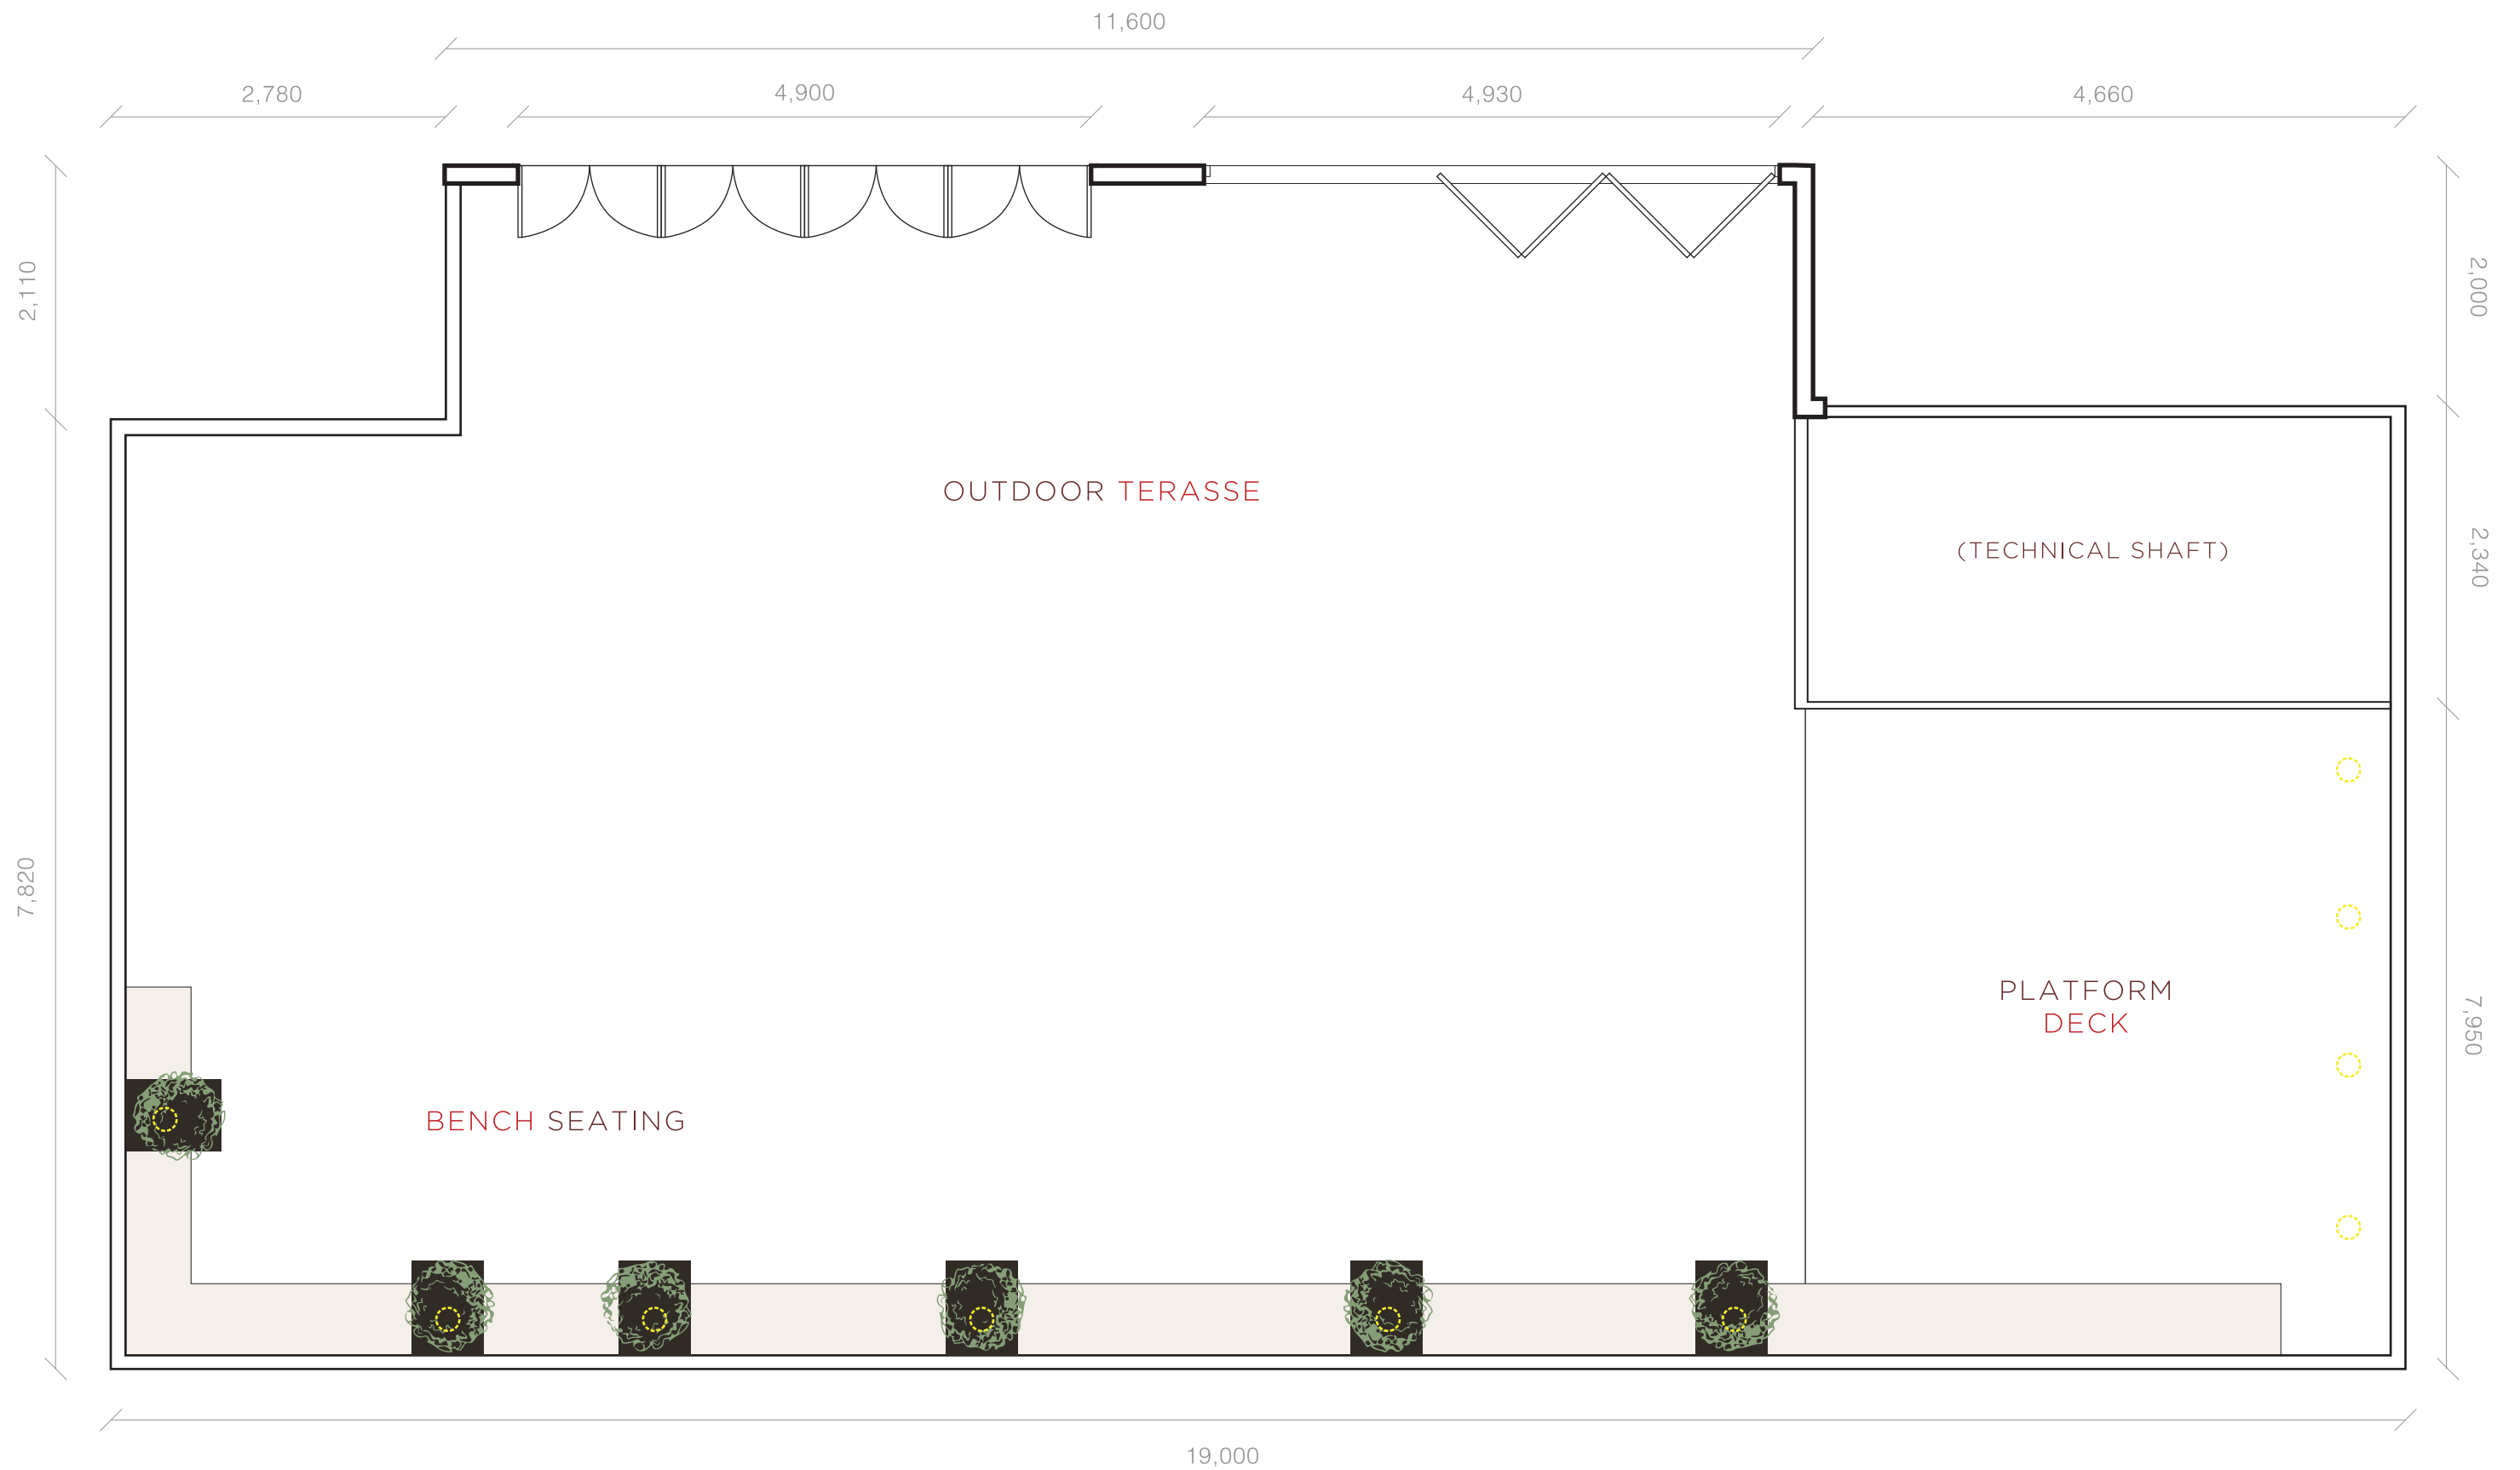 11,600
2,780
4,900
4,930
4,660
2,110
2,000
OUTDOOR TERASSE
(TECHNICAL SHAFT)
2,340
7,820
PLATFORM
DECK
7,950
BENCH SEATING
19,000